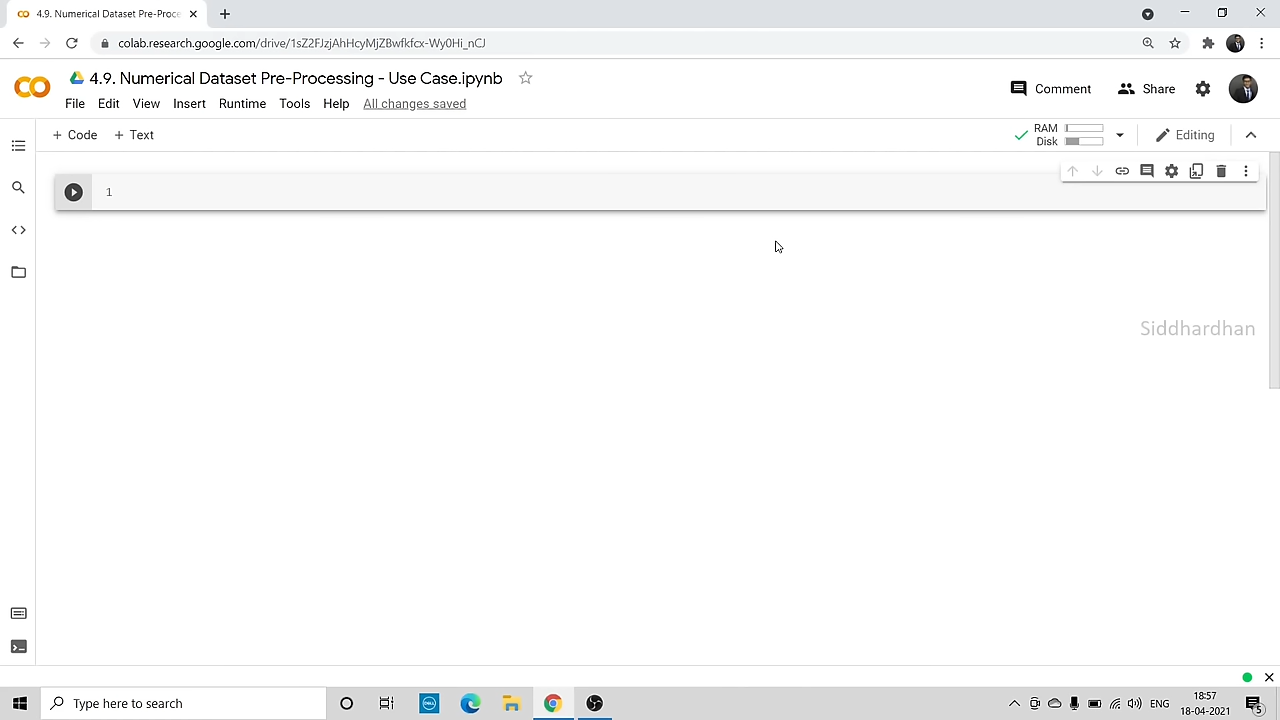 4.9. Numerical Dataset Pre-Proce
colab.research.google.com/drive/1sZ2FJzjAhHcyMjZBwfkfcx-Wy0Hi_nCJ
4.9. Numerical Dataset Pre-Processing - Use Case.ipynb
Comment
Share
File Edit View Insert Runtime Tools Help All changes saved
+ Code + Text
RAM
Disk
Editing
1
Siddhardhan
Type here to search
DELL
ENG
18:57
18-04-2021
5